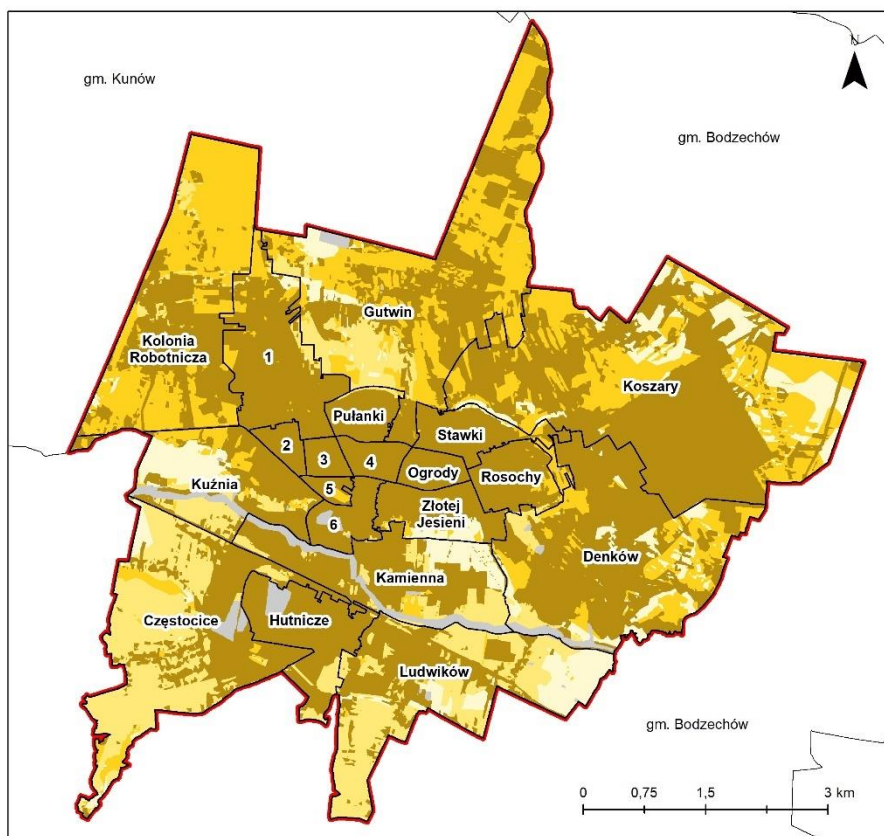 gm. Kunów
N
gm. Bodzechów
Gutwin
Kolonia
Robotnicza
1
Koszary
Pułanki
Stawki
2
3
4
Ogrody
Rosochy
Kuźnia
5
Złotej
Jesieni
6
Denków
Kamienna
Częstocice
Hutnicze
Ludwików
gm. Bodzechów
0 0,75 1,5 3 km